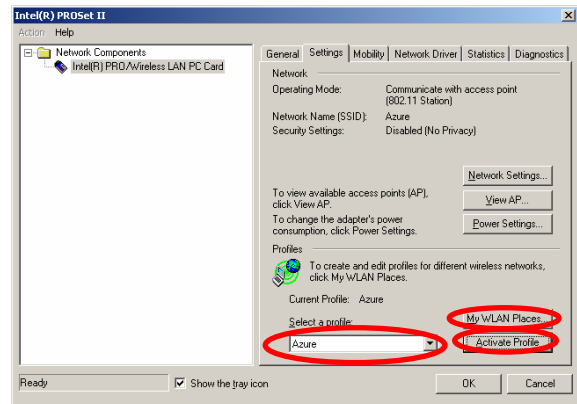 Intel(R) PROSet II
Action Help
Network Components
Intel(R) PRO/Wireless LAN PC Card
General Settings Mobility Network Driver Statistics Diagnostics
Network
Operating Mode: Communicate with access point
(802.11 Station)
Network Name (SSID): Azure
Security Settings: Disabled (No Privacy)
Network Settings...
To view available access points (AP),
click View AP.
View AP...
To change the adapter's power
consumption, click Power Settings.
Power Settings...
Profiles
To create and edit profiles for different wireless networks,
click My WLAN Places.
Current Profile: Azure
My WLAN Places...
Select a profile:
Azure
Activate Profile
Ready
Show the tray icon
OK
Cancel